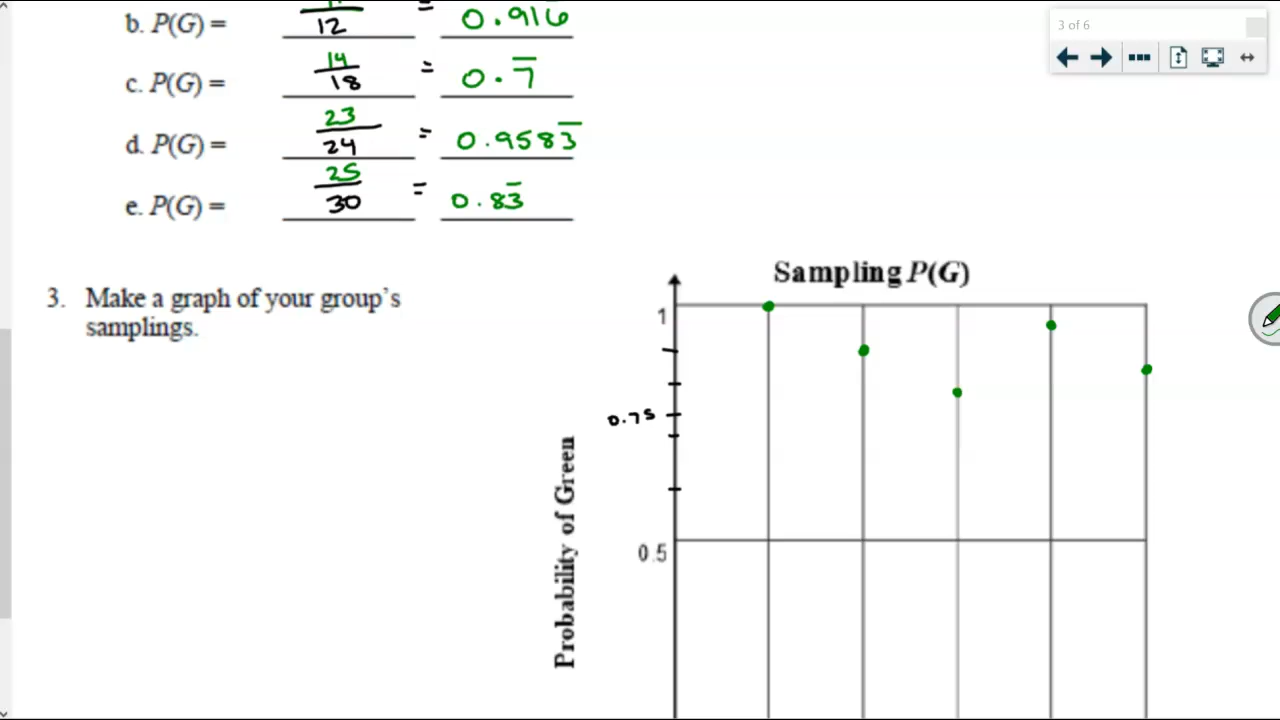 3 of 6
b. P(G) = 12 = 0.916
c. P(G) = 14/18 = 0.7̅
d. P(G) = 23/24 = 0.9583̅
e. P(G) = 25/30 = 0.83̅
3. Make a graph of your group's
samplings.
Sampling P(G)
1
0.75
0.5
Probability of Green